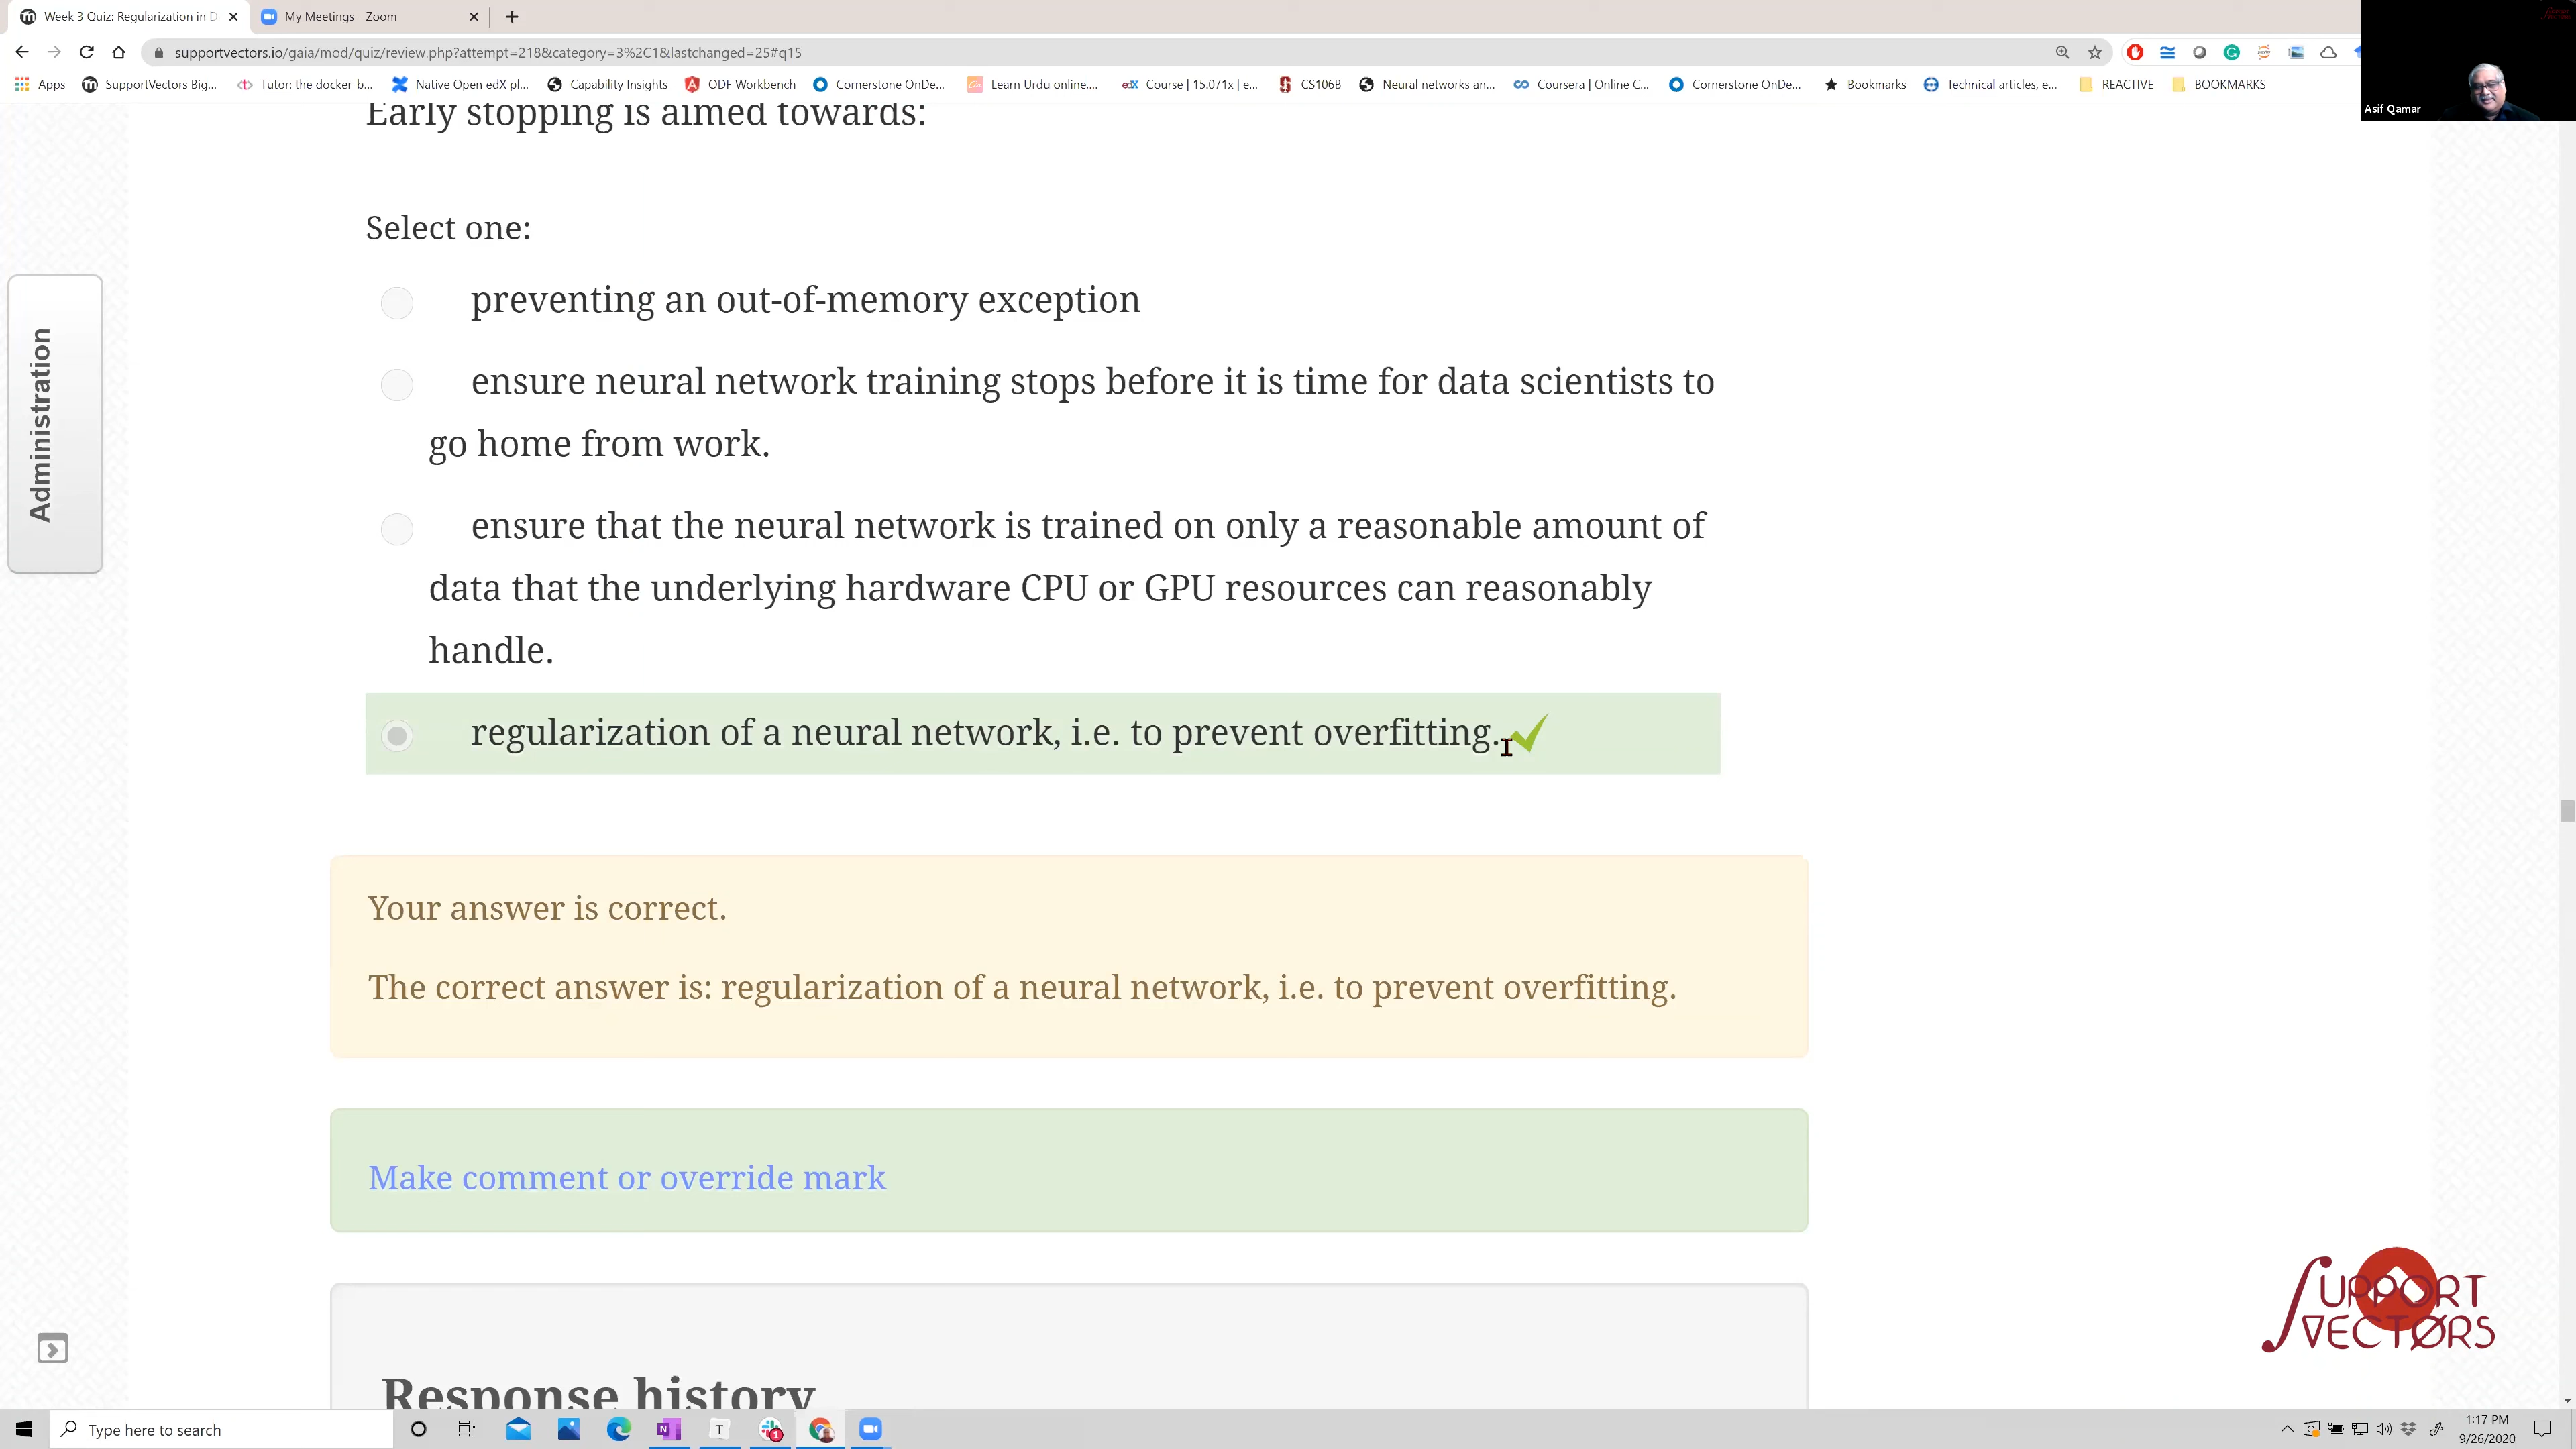 Week 3 Quiz: Regularization in D
My Meetings - Zoom
supportvectors.io/gaia/mod/quiz/review.php?attempt=218&category=3%2C1&lastchanged=25#q15
Apps
SupportVectors Big...
Tutor: the docker-b...
Native Open edX pl...
Capability Insights
ODF Workbench
Cornerstone OnDe...
Learn Urdu online,...
Course | 15.071x | e...
CS106B
Neural networks an...
Coursera | Online C...
Cornerstone OnDe...
Bookmarks
Technical articles, e...
REACTIVE
BOOKMARKS
Asif Qamar
Early stopping is aimed towards:
Select one:
preventing an out-of-memory exception
ensure neural network training stops before it is time for data scientists to
go home from work.
ensure that the neural network is trained on only a reasonable amount of
data that the underlying hardware CPU or GPU resources can reasonably
handle.
regularization of a neural network, i.e. to prevent overfitting.
Administration
Your answer is correct.
The correct answer is: regularization of a neural network, i.e. to prevent overfitting.
Make comment or override mark
Response history
SUPPORT
VECTORS
Type here to search
1:17 PM
9/26/2020